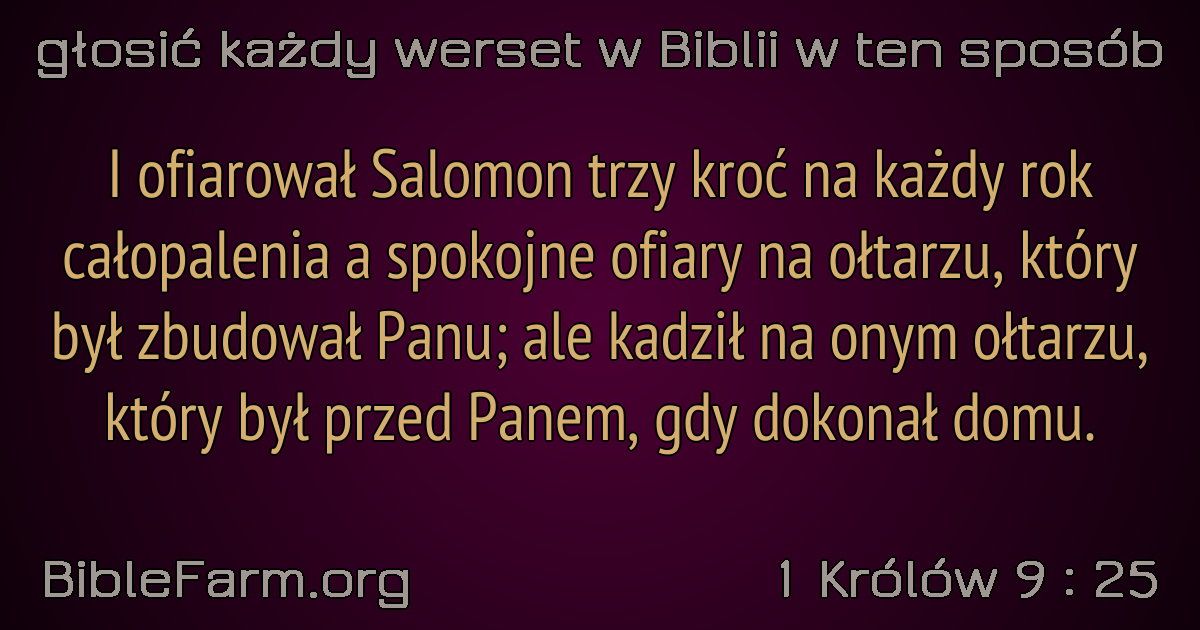 głosić każdy werset w Biblii w ten sposób
I ofiarował Salomon trzy kroć na każdy rok
całopalenia a spokojne ofiary na ołtarzu, który
był zbudował Panu; ale kadził na onym ołtarzu,
który był przed Panem, gdy dokonał domu.
BibleFarm.org
1 Królów 9 : 25